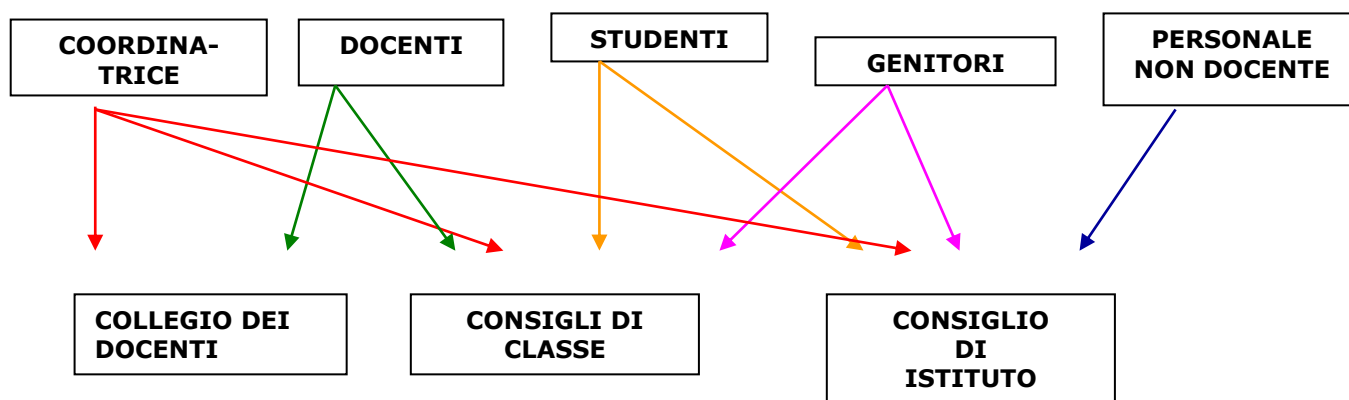 COORDINA-
TRICE
DOCENTI
STUDENTI
GENITORI
PERSONALE
NON DOCENTE
COLLEGIO DEI
DOCENTI
CONSIGLI DI
CLASSE
CONSIGLIO
DI
ISTITUTO